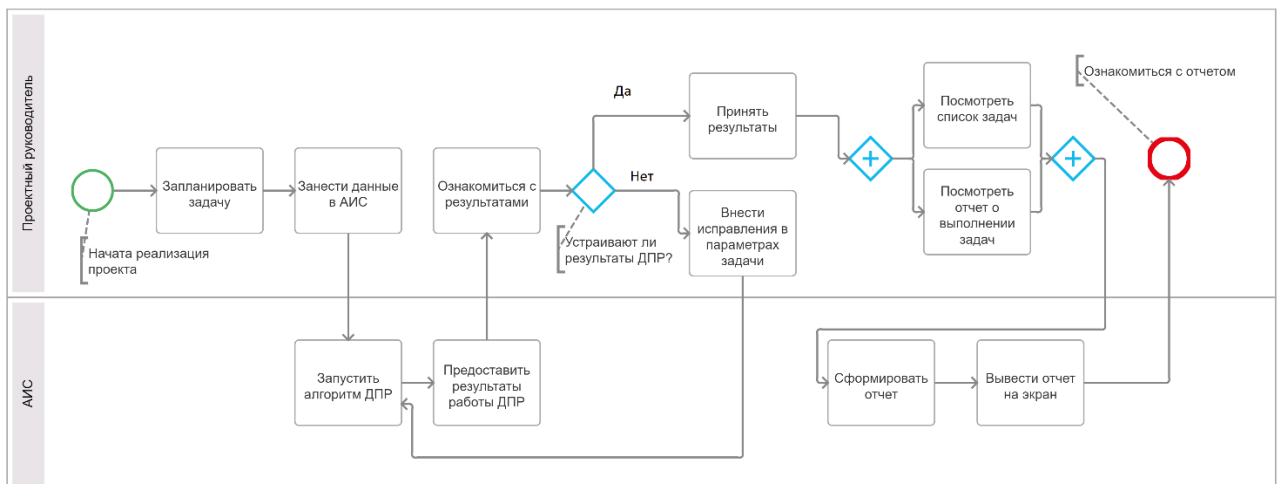 Проектный руководитель
Начата реализация
проекта
Запланировать
задачу
Занести данные
в АИС
Ознакомиться с
результатами
Устраивают ли
результаты ДПР?
Да
Нет
Принять
результаты
Внести
исправления в
параметрах
задачи
Посмотреть
список задач
Посмотреть
отчет о
выполнении
задач
Ознакомиться с отчетом
АИС
Запустить
алгоритм ДПР
Предоставить
результаты
работы ДПР
Сформировать
отчет
Вывести отчет
на экран